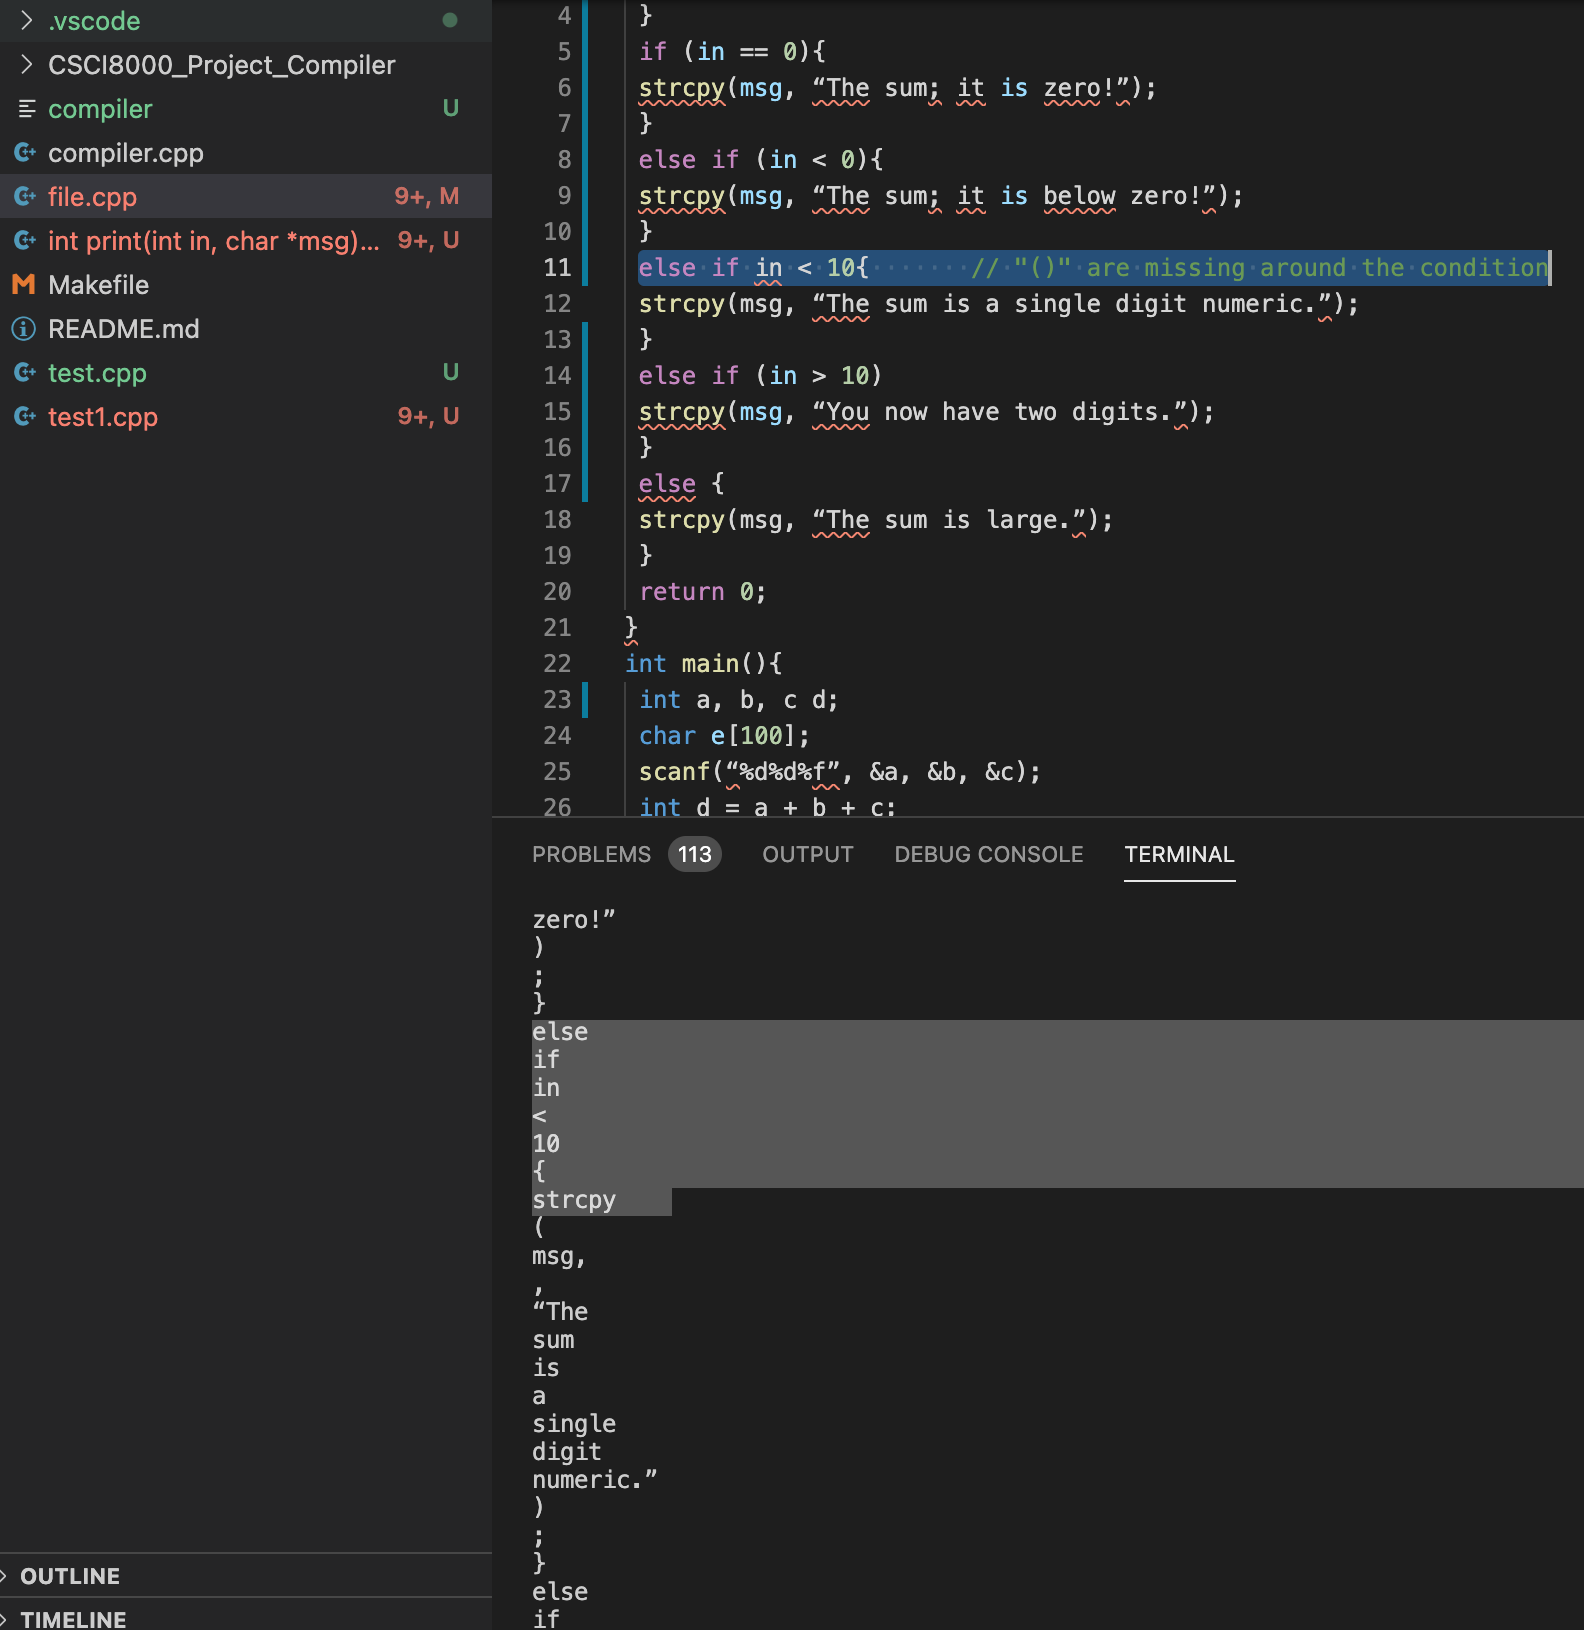 .vscode
CSCI8000_Project_Compiler
compiler U
compiler.cpp
file.cpp 9+, M
int print(int in, char *msg)... 9+, U
Makefile
README.md
test.cpp U
test1.cpp 9+, U
OUTLINE
TIMELINE
4 }
5 if (in == 0){
6 strcpy(msg, “The sum; it is zero!”);
7 }
8 else if (in < 0){
9 strcpy(msg, “The sum; it is below zero!”);
10 }
11 else if in < 10{ // "()" are missing around the condition
12 strcpy(msg, “The sum is a single digit numeric.”);
13 }
14 else if (in > 10)
15 strcpy(msg, “You now have two digits.”);
16 }
17 else {
18 strcpy(msg, “The sum is large.”);
19 }
20 return 0;
21 }
22 int main(){
23 int a, b, c d;
24 char e[100];
25 scanf(“%d%d%f”, &a, &b, &c);
26 int d = a + b + c;
PROBLEMS 113 OUTPUT DEBUG CONSOLE TERMINAL
zero!”
)
;
}
else
if
in
<
10
{
strcpy
(
msg,
,
“The
sum
is
a
single
digit
numeric.”
)
;
}
else
if